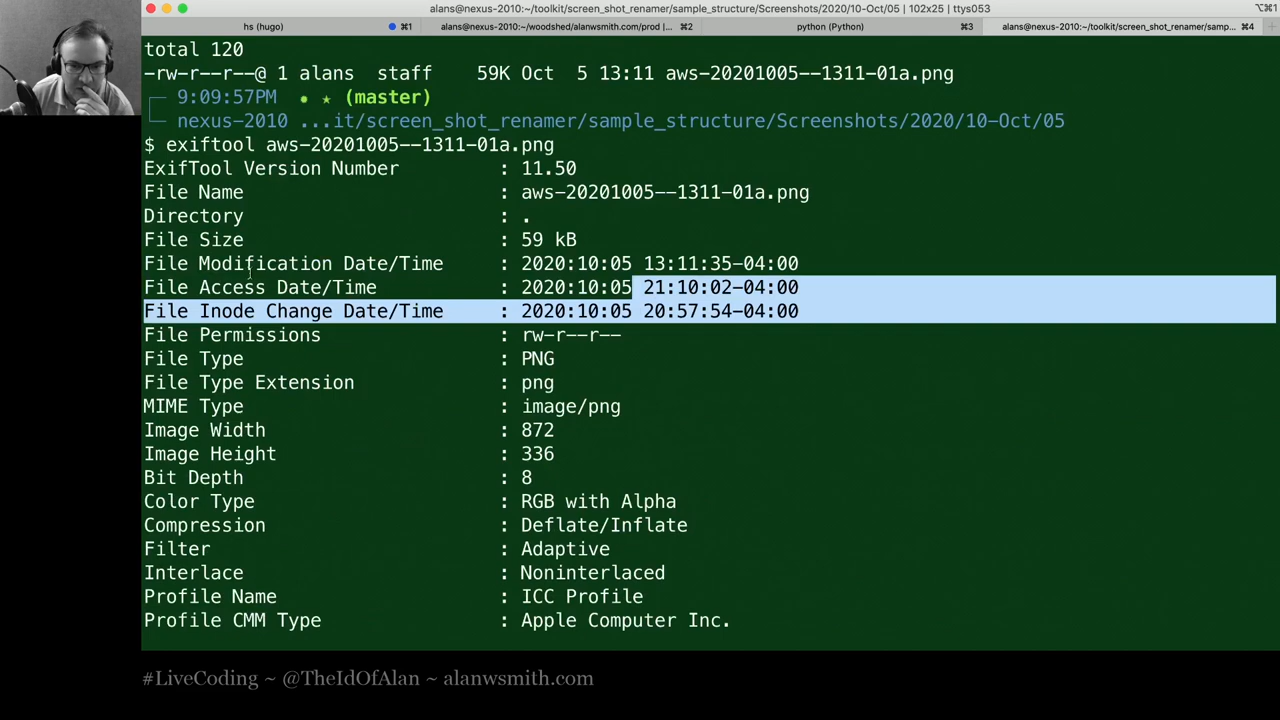 alans@nexus-2010:~/toolkit/screen_shot_renamer/sample_structure/Screenshots/2020/10-Oct/05 | 102x25 | ttys053
⌥⌘1
hs (hugo) ⌘1
alans@nexus-2010:~/woodshed/alanwsmith.com/prod |... ⌘2
python (Python) ⌘3
alans@nexus-2010:~/toolkit/screen_shot_renamer/samp... ⌘4
total 120
-rw-r--r--@ 1 alans  staff    59K Oct  5 13:11 aws-20201005--1311-01a.png
9:09:57PM ● ★ (master)
nexus-2010 ...it/screen_shot_renamer/sample_structure/Screenshots/2020/10-Oct/05
$ exiftool aws-20201005--1311-01a.png
ExifTool Version Number : 11.50
File Name : aws-20201005--1311-01a.png
Directory : .
File Size : 59 kB
File Modification Date/Time : 2020:10:05 13:11:35-04:00
File Access Date/Time : 2020:10:05 21:10:02-04:00
File Inode Change Date/Time : 2020:10:05 20:57:54-04:00
File Permissions : rw-r--r--
File Type : PNG
File Type Extension : png
MIME Type : image/png
Image Width : 872
Image Height : 336
Bit Depth : 8
Color Type : RGB with Alpha
Compression : Deflate/Inflate
Filter : Adaptive
Interlace : Noninterlaced
Profile Name : ICC Profile
Profile CMM Type : Apple Computer Inc.
#LiveCoding ~ @TheIdOfAlan ~ alanwsmith.com